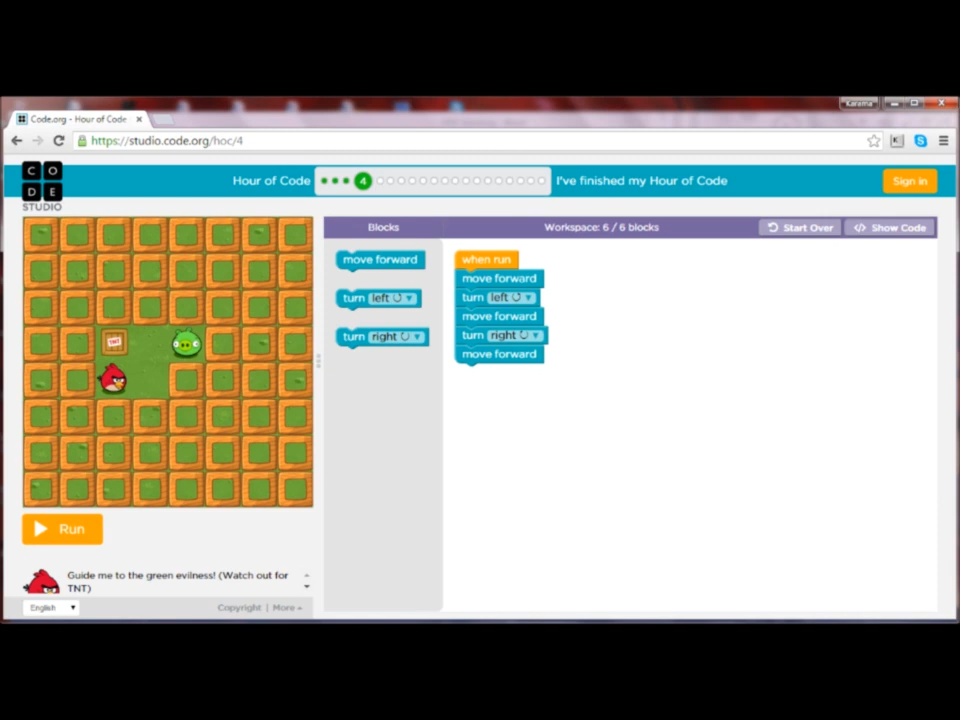 Karama
Code.org - Hour of Code
https://studio.code.org/hoc/4
C O
D E
STUDIO
Hour of Code
4
I've finished my Hour of Code
Sign in
Blocks
Workspace: 6 / 6 blocks
Start Over
</> Show Code
move forward
turn left
turn right
when run
move forward
turn left
move forward
turn right
move forward
TNT
Run
Guide me to the green evilness! (Watch out for
TNT)
English
Copyright | More